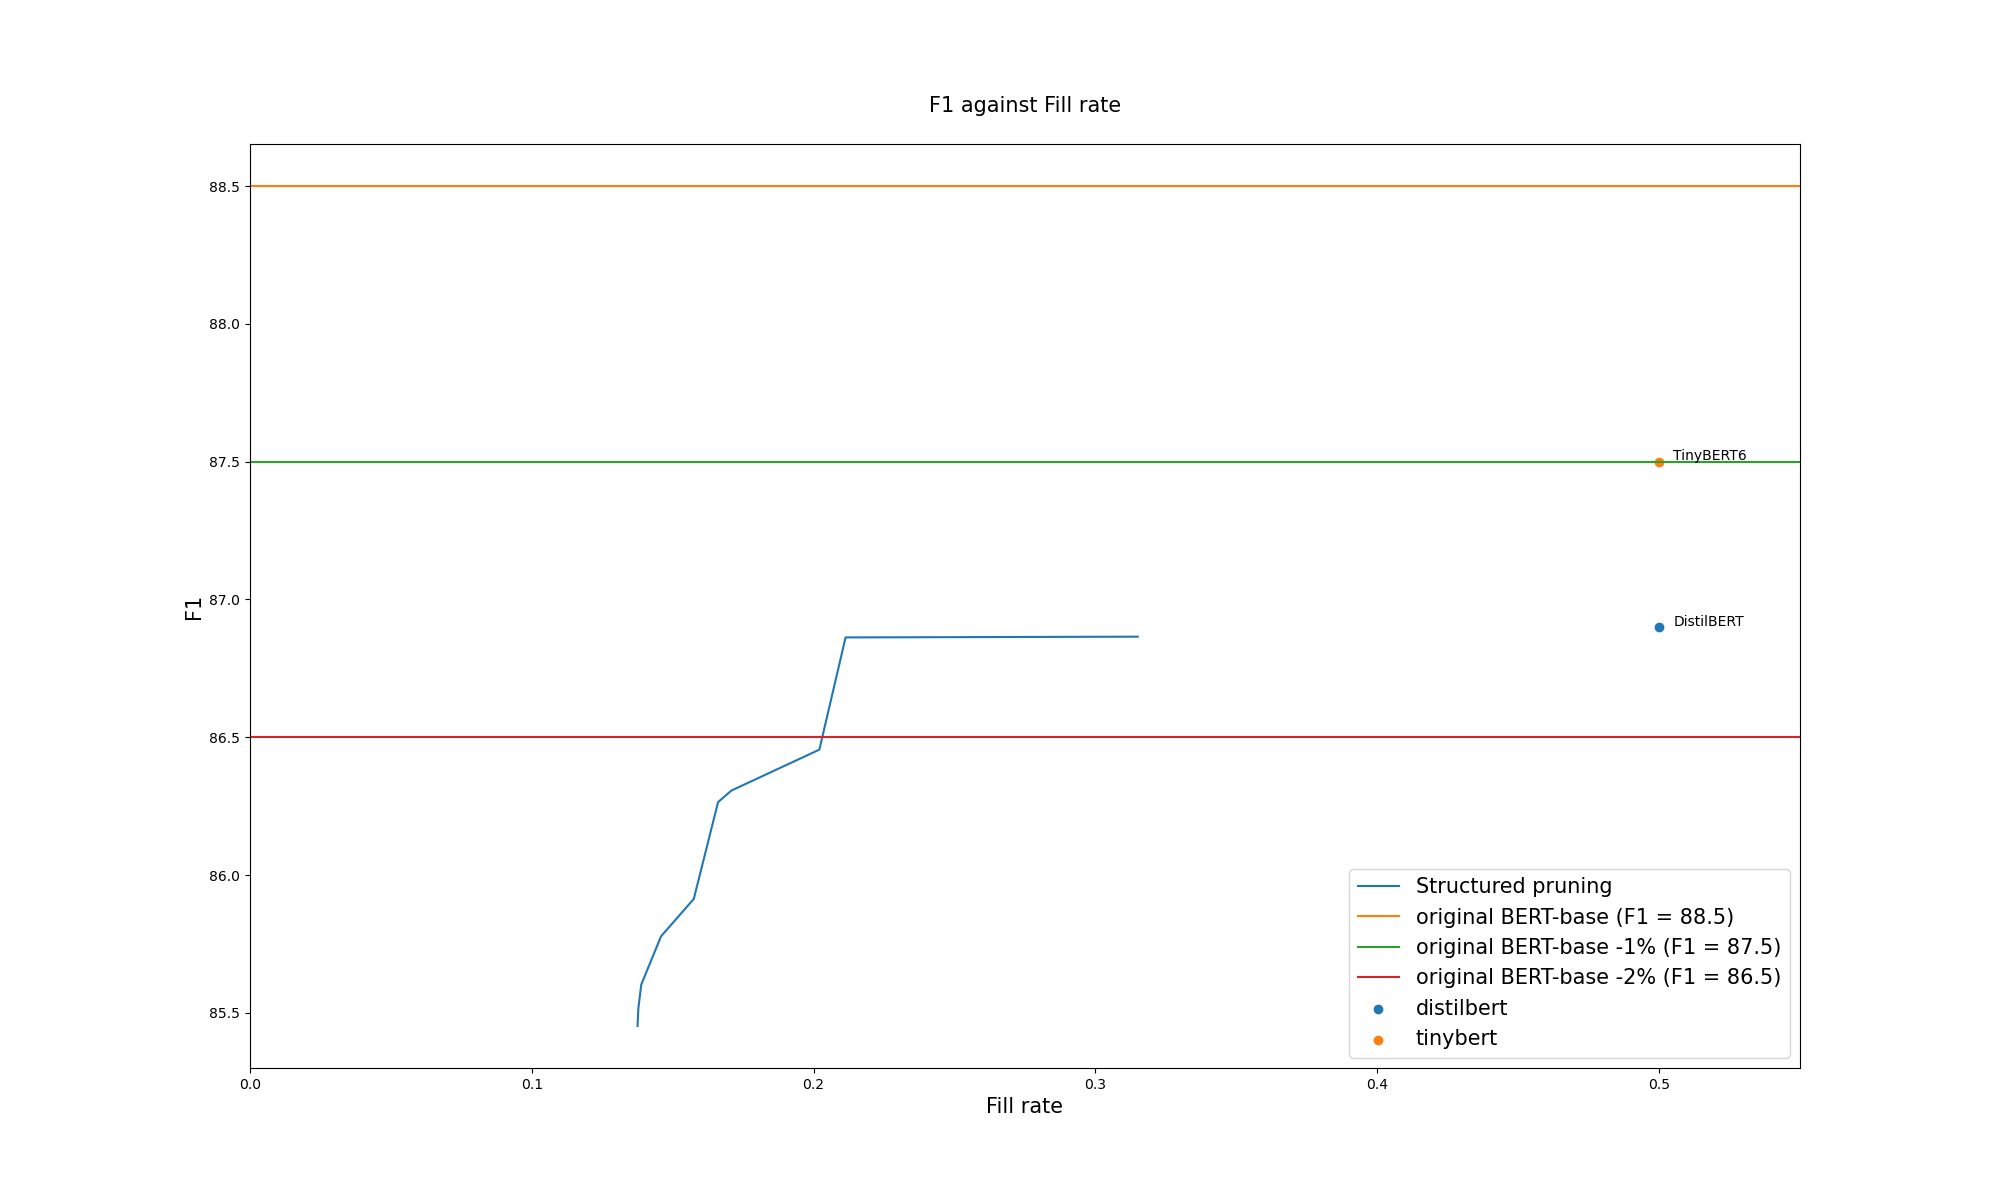 F1 against Fill rate
88.5
88.0
87.5
87.0
86.5
86.0
85.5
F1
TinyBERT6
DistilBERT
Structured pruning
original BERT-base (F1 = 88.5)
original BERT-base -1% (F1 = 87.5)
original BERT-base -2% (F1 = 86.5)
distilbert
tinybert
0.0 0.1 0.2 0.3 0.4 0.5
Fill rate